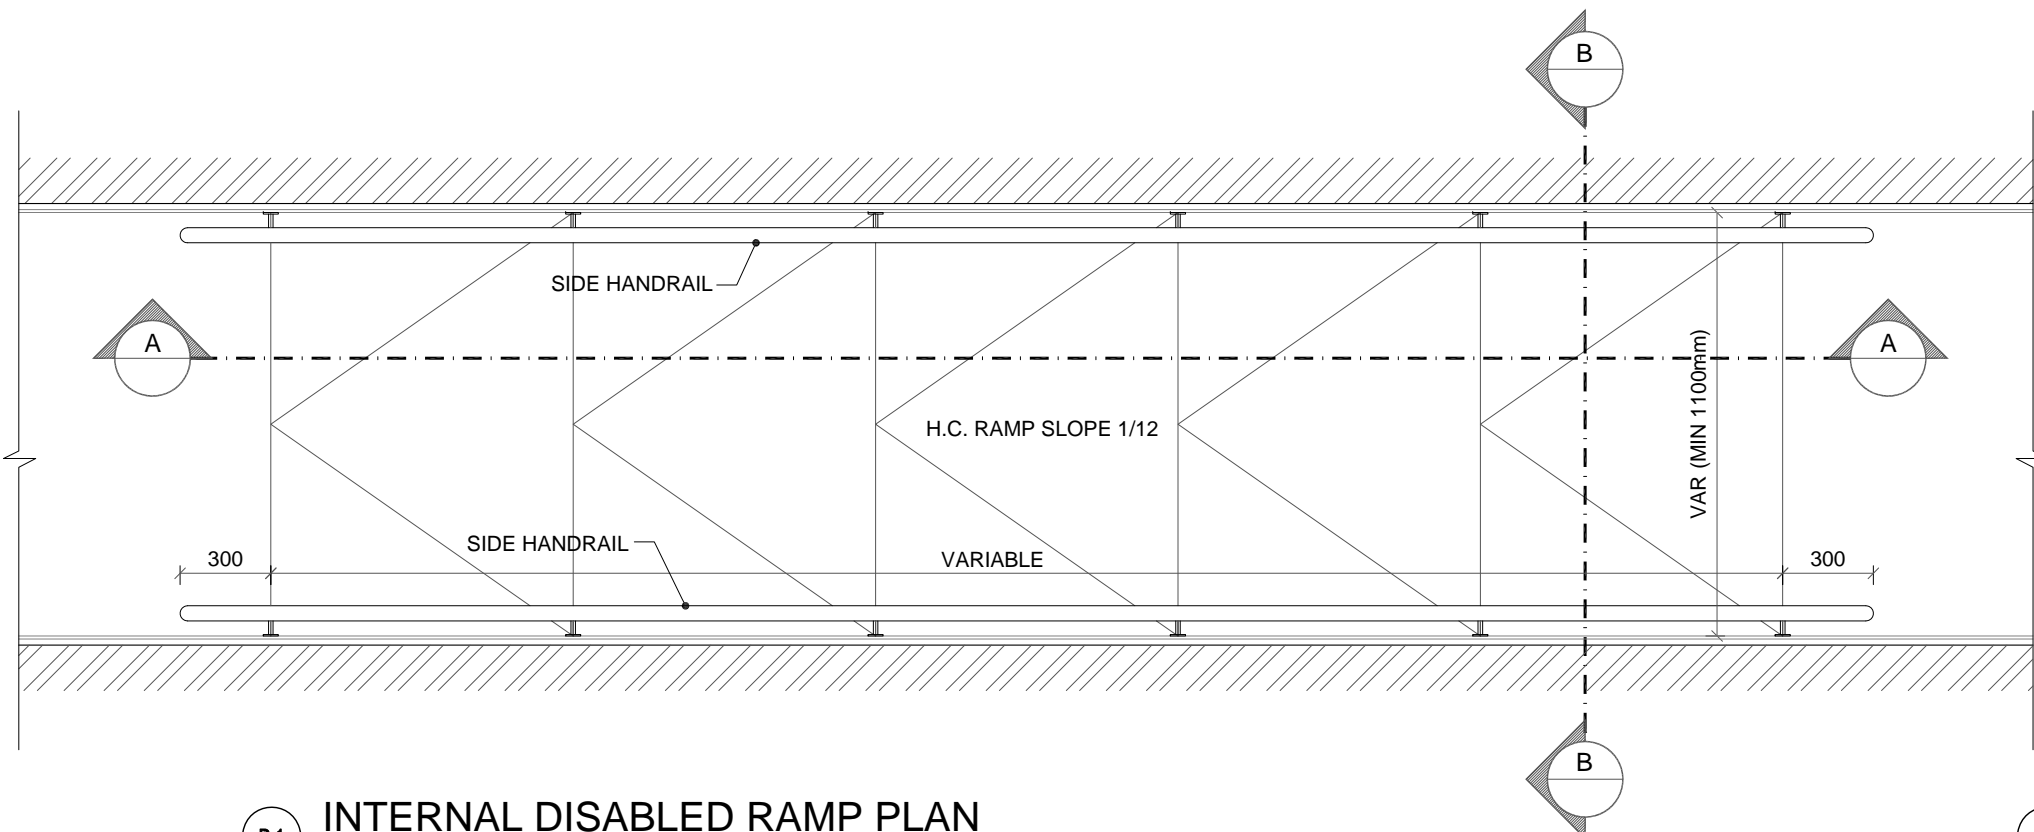 B
SIDE HANDRAIL
A
A
VAR (MIN 1100mm)
H.C. RAMP SLOPE 1/12
SIDE HANDRAIL
300
VARIABLE
300
B
INTERNAL DISABLED RAMP PLAN